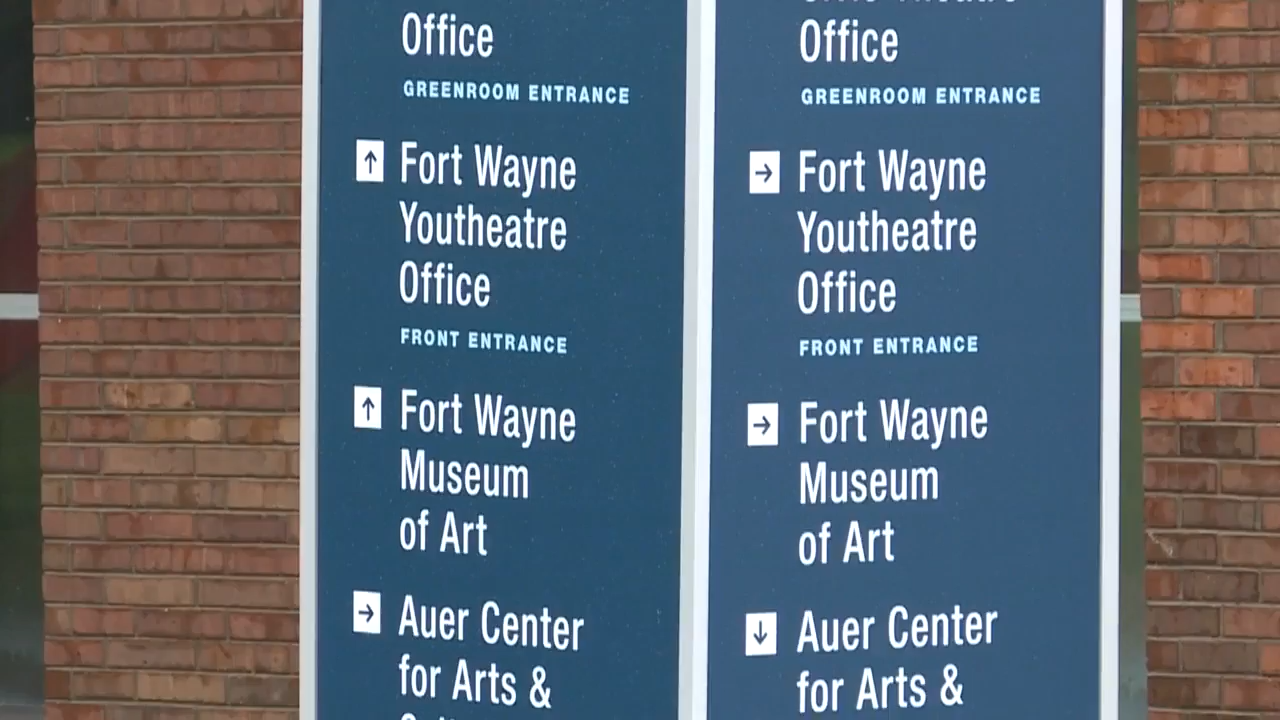 Office
GREENROOM ENTRANCE
↑ Fort Wayne
Youtheatre
Office
FRONT ENTRANCE
↑ Fort Wayne
Museum
of Art
→ Auer Center
for Arts &
Office
GREENROOM ENTRANCE
→ Fort Wayne
Youtheatre
Office
FRONT ENTRANCE
→ Fort Wayne
Museum
of Art
↓ Auer Center
for Arts &